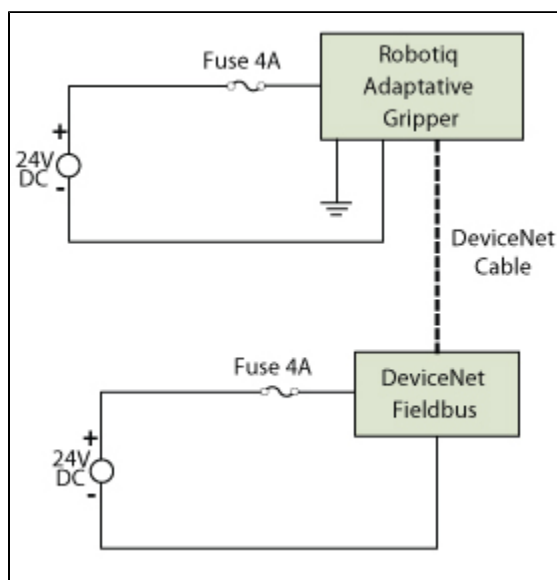 Fuse 4A
Robotiq
Adaptative
Gripper
+
24V
DC
-
DeviceNet
Cable
Fuse 4A
DeviceNet
Fieldbus
+
24V
DC
-